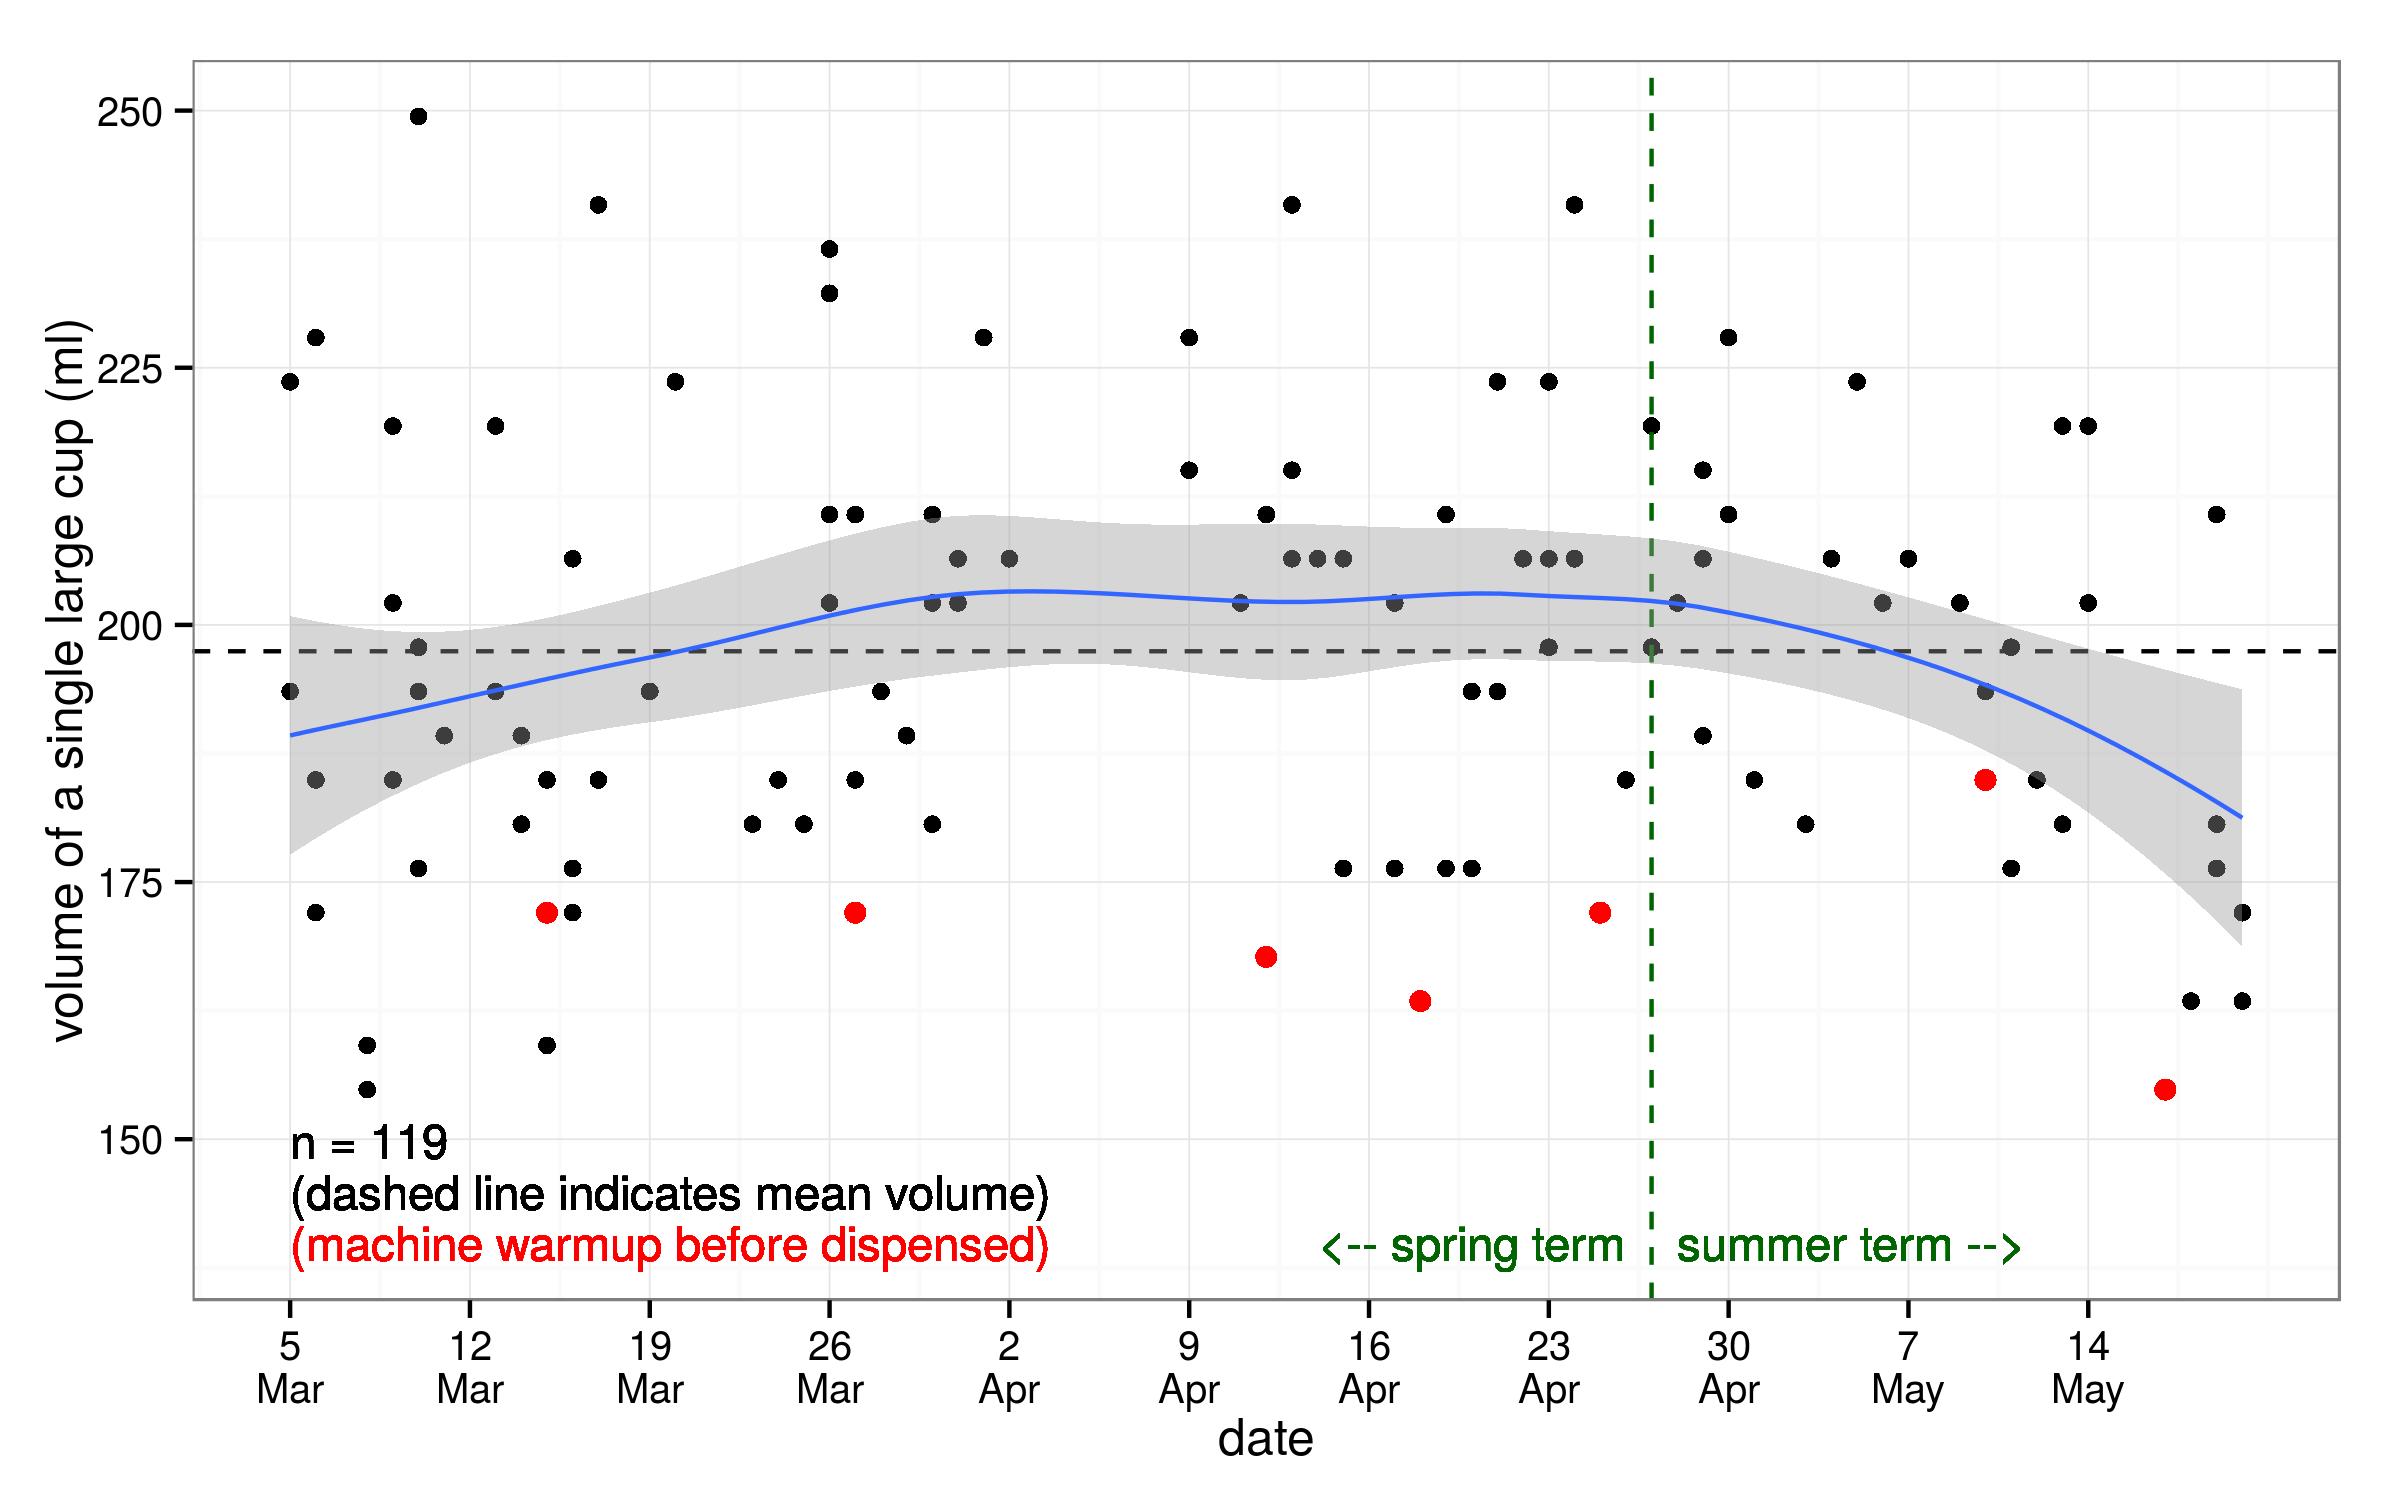 volume of a single large cup (ml)
250
225
200
175
150
n = 119
(dashed line indicates mean volume)
(machine warmup before dispensed)
<-- spring term
summer term -->
5 12 19 26 2 9 16 23 30 7 14
Mar Mar Mar Mar Apr Apr Apr Apr Apr May May
date